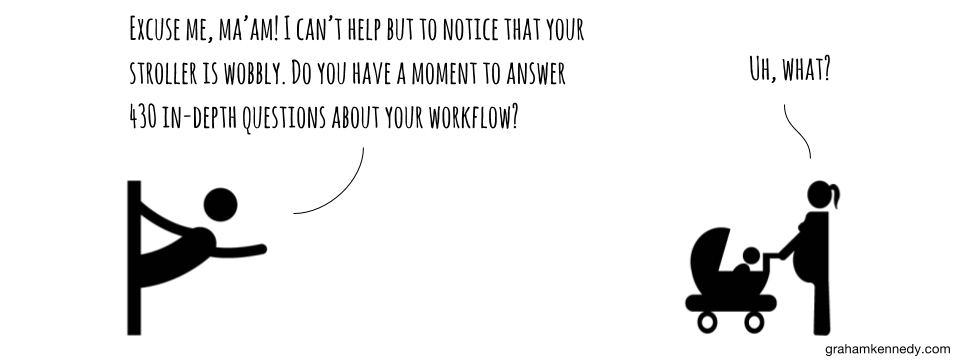 Excuse me, ma’am! I can’t help but to notice that your
stroller is wobbly. Do you have a moment to answer
430 in-depth questions about your workflow?
Uh, what?
grahamkennedy.com